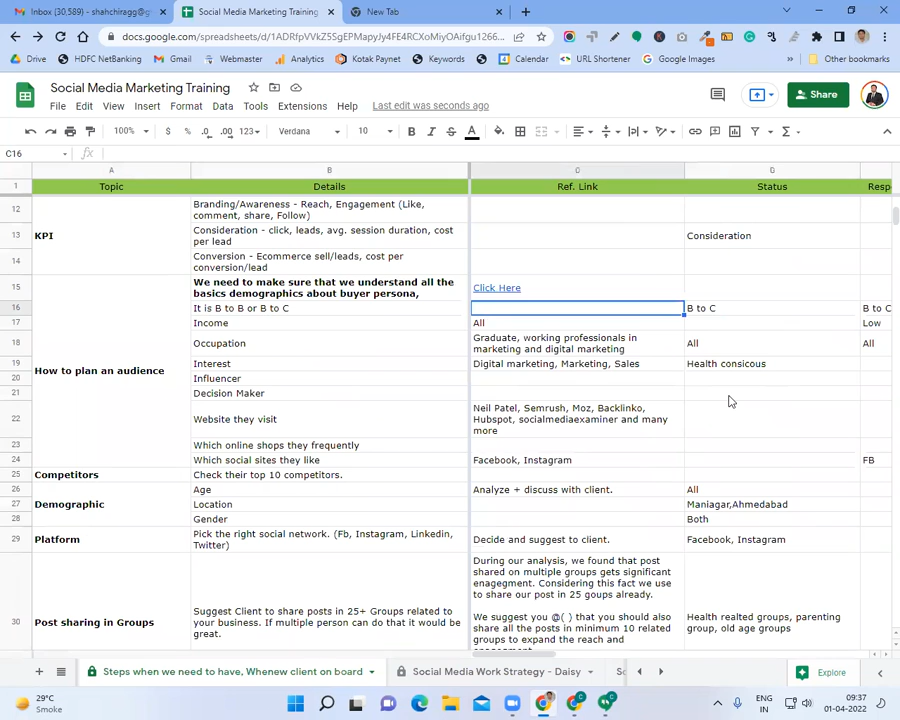 Inbox (30,589) - shahchiragg@g
Social Media Marketing Training
New Tab
docs.google.com/spreadsheets/d/1ADRfpVVkZ5SgEPMapyJy4FE4RCXoMiyOAifgu1266...
Drive
HDFC NetBanking
Gmail
Webmaster
Analytics
Kotak Paynet
Keywords
Calendar
URL Shortener
Google Images
»
Other bookmarks
Social Media Marketing Training
File Edit View Insert Format Data Tools Extensions Help Last edit was seconds ago
Share
100% $ % .0 .00 123 Verdana 10 B I S A
C16
fx
A B C D
1 Topic Details Ref. Link Status Resp
12 Branding/Awareness - Reach, Engagement (Like,
comment, share, Follow)
13 KPI Consideration - click, leads, avg. session duration, cost
per lead Consideration
14 Conversion - Ecommerce sell/leads, cost per
conversion/lead
15 We need to make sure that we understand all the
basics demographics about buyer persona, Click Here
16 It is B to B or B to C B to C B to C
17 Income All Low
18 Occupation Graduate, working professionals in
marketing and digital marketing All All
19 Interest Digital marketing, Marketing, Sales Health consicous
How to plan an audience
20 Influencer
21 Decision Maker
22 Website they visit Neil Patel, Semrush, Moz, Backlinko,
Hubspot, socialmediaexaminer and many
more
23 Which online shops they frequently
24 Which social sites they like Facebook, Instagram FB
25 Competitors Check their top 10 competitors.
26 Age Analyze + discuss with client. All
27 Demographic Location Maniagar,Ahmedabad
28 Gender Both
29 Platform Pick the right social network. (Fb, Instagram, Linkedin,
Twitter) Decide and suggest to client. Facebook, Instagram
30 Post sharing in Groups Suggest Client to share posts in 25+ Groups related to
your business. If multiple person can do that it would be
great.
During our analysis, we found that post
shared on multiple groups gets significant
enagegment. Considering this fact we use
to share our post in 25 goups already.
We suggest you @( ) that you should also
share all the posts in minimum 10 related
groups to expand the reach and
Health realted groups, parenting
group, old age groups
Steps when we need to have, Whenew client on board
Social Media Work Strategy - Daisy
Sc
Explore
29°C
Smoke
ENG
IN
09:37
01-04-2022